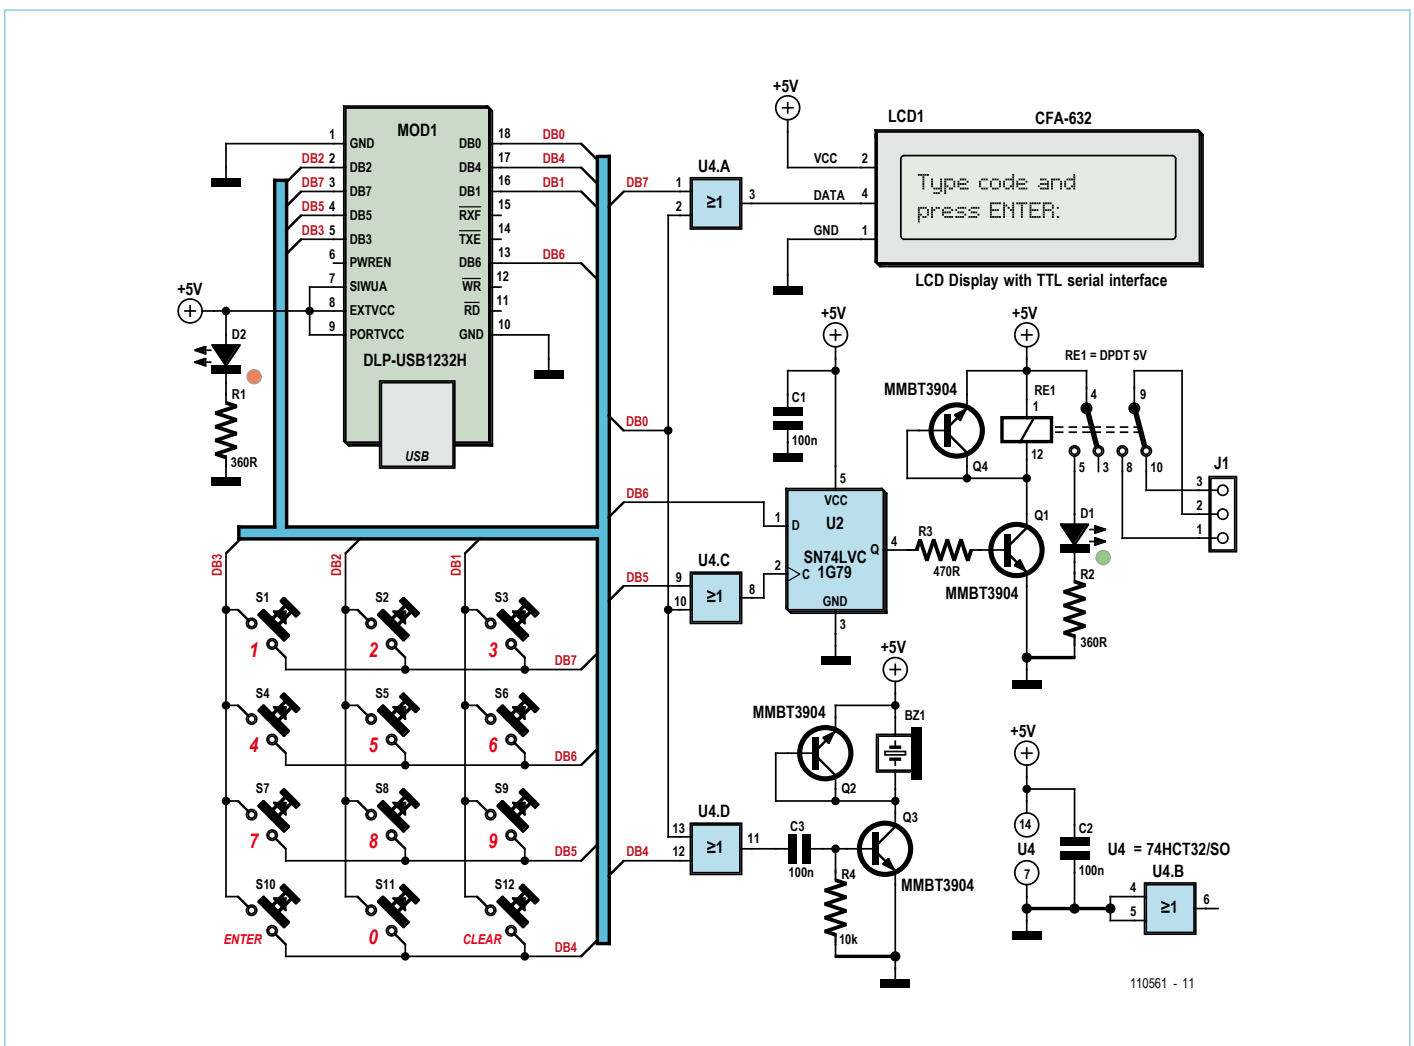 MOD1
1 GND
DB2 2 DB2
DB7 3 DB7
DB5 4 DB5
DB3 5 DB3
6 PWREN
7 SIWUA
8 EXTVCC
9 PORTVCC
DB0 18 DB0
DB4 17 DB4
DB1 16 DB1
RXF 15
TXE 14
DB6 13 DB6
WR 12
RD 11
GND 10
DLP-USB1232H
USB
+5V
D2
R1
360R
+5V
LCD1
CFA-632
VCC 2
DATA 4
GND 1
Type code and
press ENTER:
LCD Display with TTL serial interface
U4.A
DB7 1
2
≥1
3
DB0
+5V
C1
100n
DB6
DB5
U4.C
9
10
≥1
8
5
VCC
U2
1 D
2 C
SN74LVC
1G79
Q 4
GND
3
R3
470R
+5V
MMBT3904
Q4
RE1
1
12
RE1 = DPDT 5V
4
9
5
3
8
10
J1
3
2
1
Q1
MMBT3904
D1
R2
360R
DB3
DB2
DB1
S1
1
S2
2
S3
3
DB7
S4
4
S5
5
S6
6
DB6
S7
7
S8
8
S9
9
DB5
S10
ENTER
S11
0
S12
CLEAR
DB4
DB4
U4.D
13
12
≥1
11
C3
100n
R4
10k
+5V
MMBT3904
Q2
BZ1
Q3
MMBT3904
+5V
14
U4
7
C2
100n
U4 = 74HCT32/SO
U4.B
4
5
≥1
6
110561 - 11